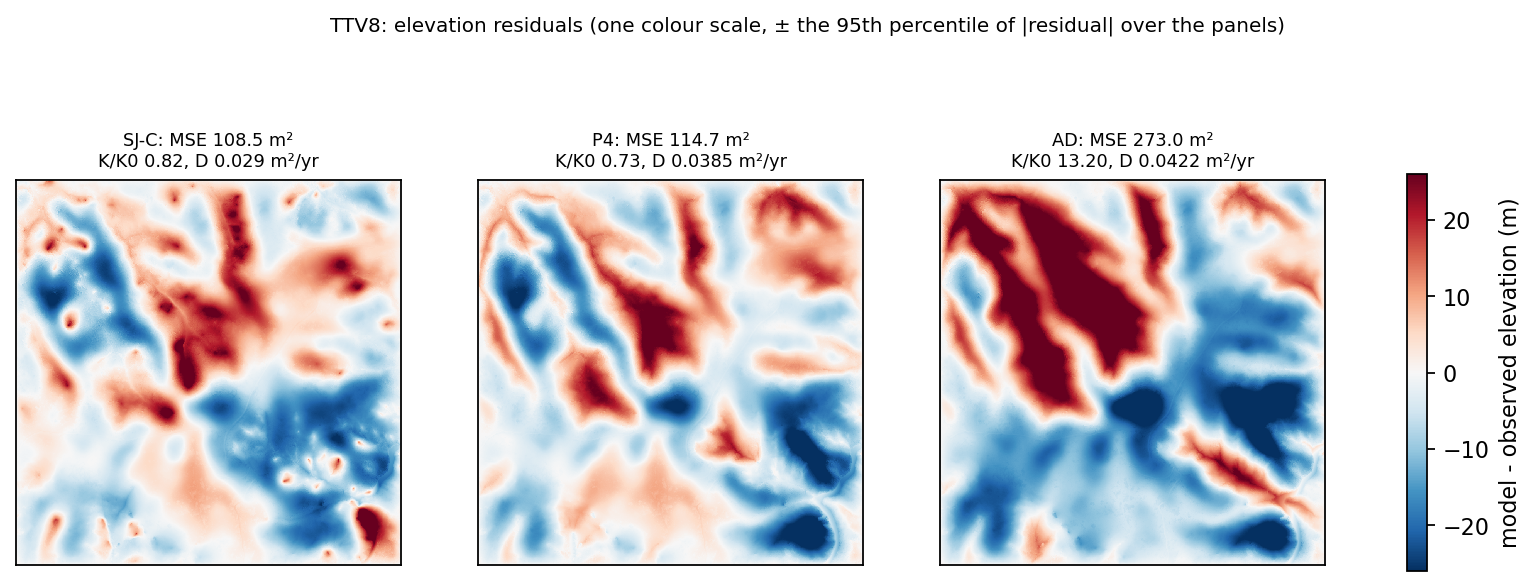 TTV8: elevation residuals (one colour scale, ± the 95th percentile of |residual| over the panels)
SJ-C: MSE 108.5 m²
K/K0 0.82, D 0.029 m²/yr
P4: MSE 114.7 m²
K/K0 0.73, D 0.0385 m²/yr
AD: MSE 273.0 m²
K/K0 13.20, D 0.0422 m²/yr
20
10
0
−10
−20
model - observed elevation (m)